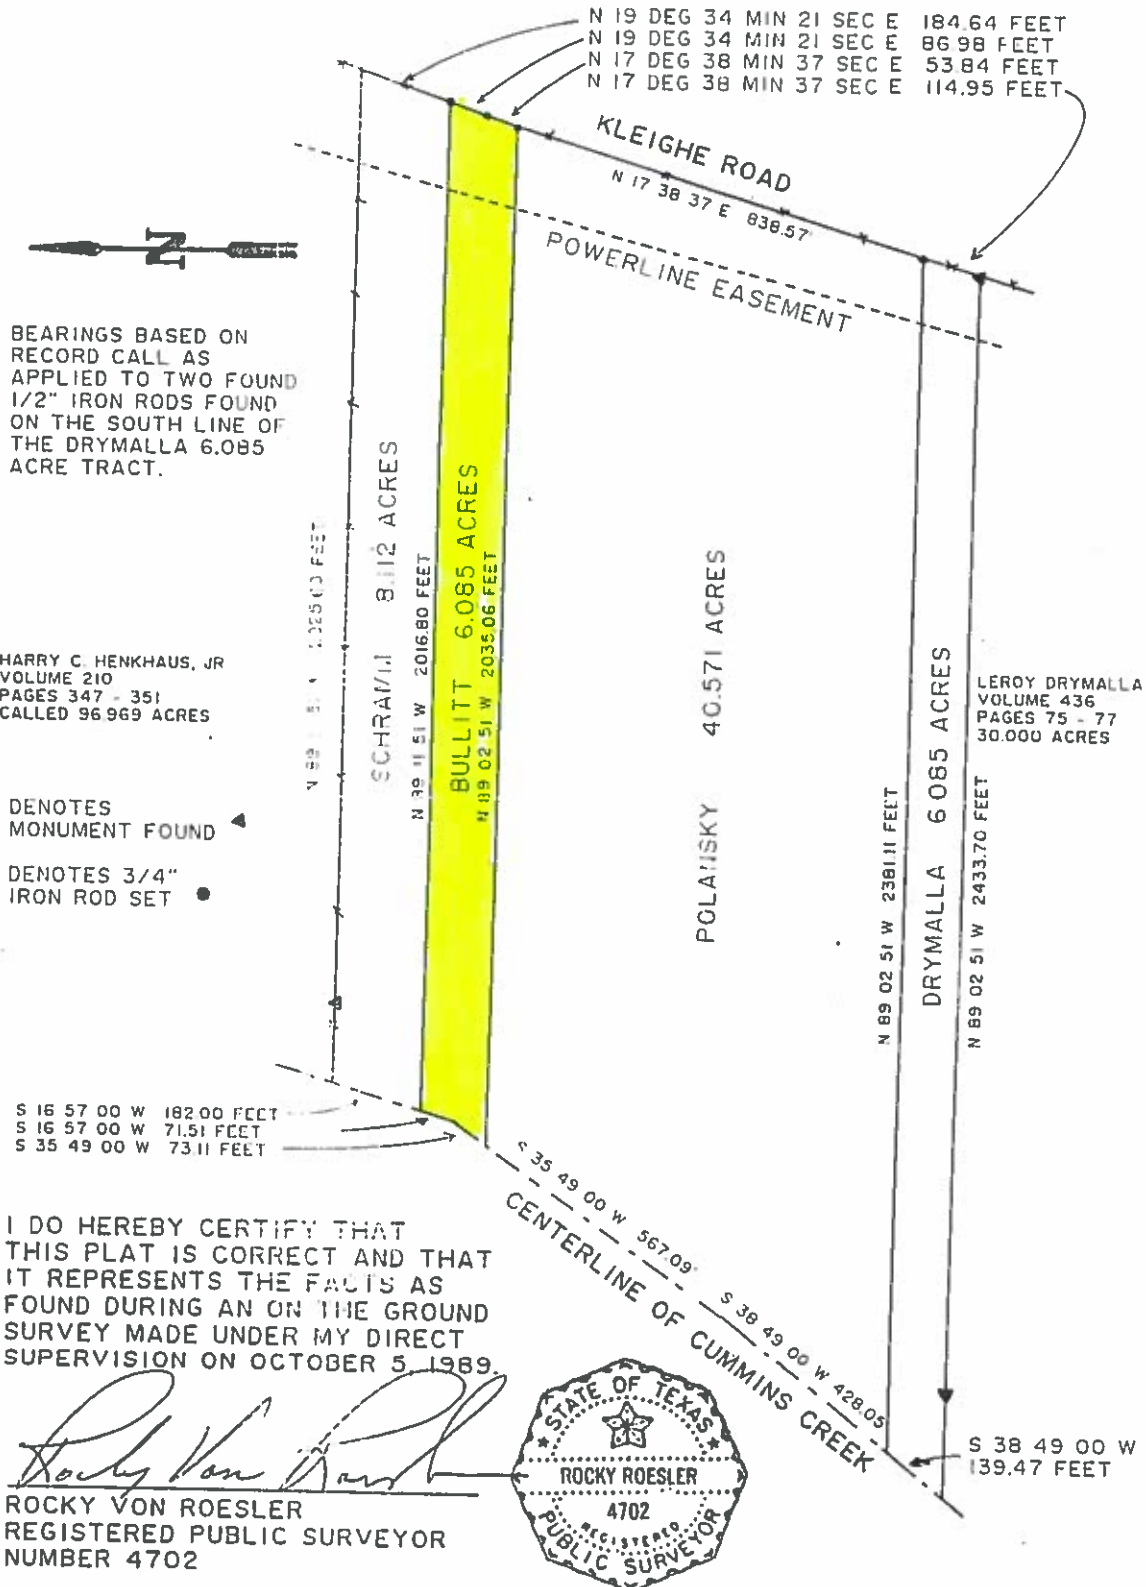 N 19 DEG 34 MIN 21 SEC E 184.64 FEET
N 19 DEG 34 MIN 21 SEC E 86.98 FEET
N 17 DEG 38 MIN 37 SEC E 53.84 FEET
N 17 DEG 38 MIN 37 SEC E 114.95 FEET
KLEIGHE ROAD
N 17 38 37 E 838.57'
POWERLINE EASEMENT
N
BEARINGS BASED ON
RECORD CALL AS
APPLIED TO TWO FOUND
1/2" IRON RODS FOUND
ON THE SOUTH LINE OF
THE DRYMALLA 6.085
ACRE TRACT.
FEET
8.112 ACRES
N 89 11 51 W 2016.80 FEET
BULLITT 6.085 ACRES
N 89 02 51 W 2035.06 FEET
POLANSKY 40.571 ACRES
N 89 02 51 W 2381.11 FEET
DRYMALLA 6.085 ACRES
N 89 02 51 W 2433.70 FEET
HARRY C. HENKHAUS, JR
VOLUME 210
PAGES 347 - 351
CALLED 96.969 ACRES
LEROY DRYMALLA
VOLUME 436
PAGES 75 - 77
30.000 ACRES
DENOTES
MONUMENT FOUND
DENOTES 3/4"
IRON ROD SET
S 16 57 00 W 182.00 FEET
S 16 57 00 W 71.51 FEET
S 35 49 00 W 73.11 FEET
S 35 49 00 W 567.09'
S 38 49 00 W 428.05
CENTERLINE OF CUMMINS CREEK
S 38 49 00 W
139.47 FEET
I DO HEREBY CERTIFY THAT
THIS PLAT IS CORRECT AND THAT
IT REPRESENTS THE FACTS AS
FOUND DURING AN ON THE GROUND
SURVEY MADE UNDER MY DIRECT
SUPERVISION ON OCTOBER 5, 1989.
ROCKY VON ROESLER
REGISTERED PUBLIC SURVEYOR
NUMBER 4702
STATE OF TEXAS
ROCKY ROESLER
4702
REGISTERED
PUBLIC SURVEYOR